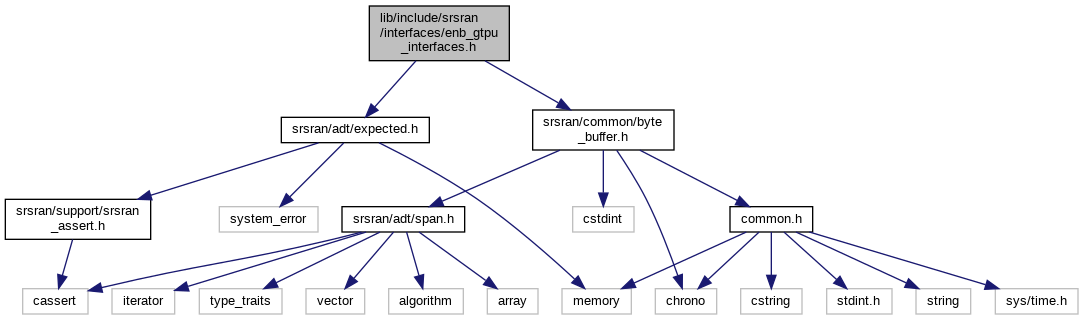 lib/include/srsran
/interfaces/enb_gtpu
_interfaces.h
srsran/adt/expected.h
srsran/common/byte
_buffer.h
srsran/support/srsran
_assert.h
system_error
srsran/adt/span.h
cstdint
common.h
cassert
iterator
type_traits
vector
algorithm
array
memory
chrono
cstring
stdint.h
string
sys/time.h